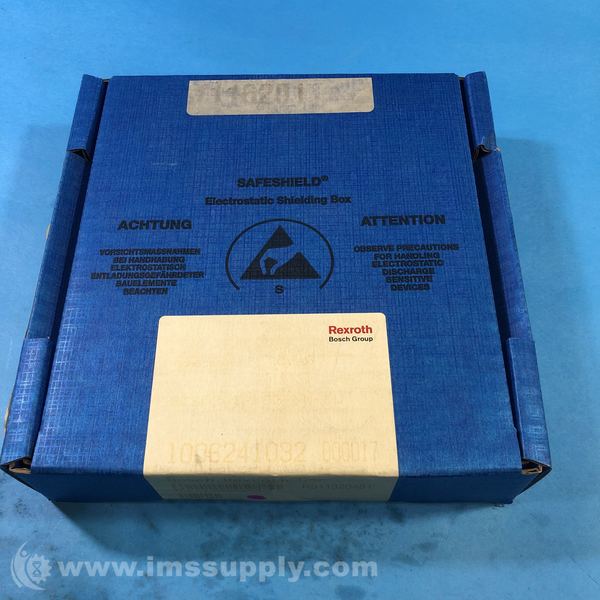 SAFESHIELD®
Electrostatic Shielding Box
ACHTUNG
VORSICHTSMASSNAHMEN
BEI HANDHABUNG
ELEKTROSTATISCH
ENTLADUNGSGEFÄHRDETER
BAUELEMENTE
BEACHTEN
ATTENTION
OBSERVE PRECAUTIONS
FOR HANDLING
ELECTROSTATIC
DISCHARGE
SENSITIVE
DEVICES
S
Rexroth
Bosch Group
1006241032 000017
www.imssupply.com